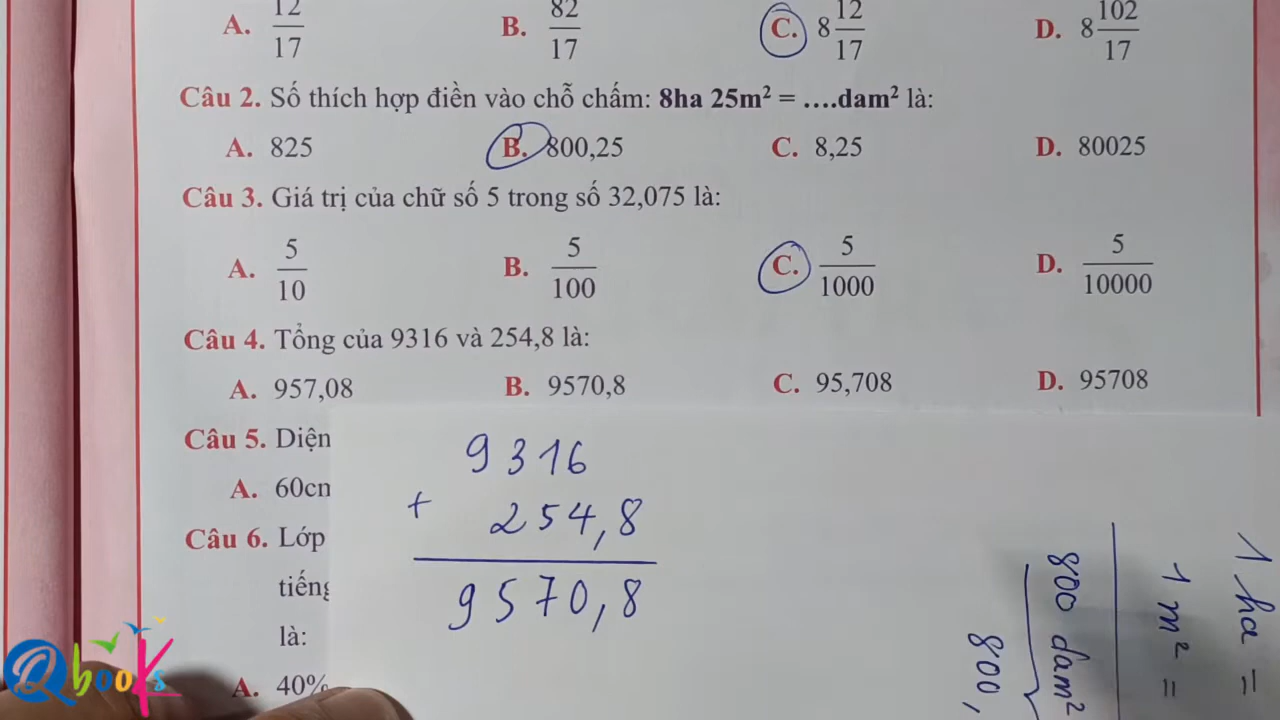 A. 12/17 B. 82/17 C. 8 12/17 D. 8 102/17
Câu 2. Số thích hợp điền vào chỗ chấm: 8ha 25m² = ....dam² là:
A. 825 B. 800,25 C. 8,25 D. 80025
Câu 3. Giá trị của chữ số 5 trong số 32,075 là:
A. 5/10 B. 5/100 C. 5/1000 D. 5/10000
Câu 4. Tổng của 9316 và 254,8 là:
A. 957,08 B. 9570,8 C. 95,708 D. 95708
Câu 5. Diện
A. 60cm
Câu 6. Lớp
tiếng
là:
A. 40%
9316
+ 254,8
9570,8
1 ha =
1 m² =
800 dam²
800,
Qbooks